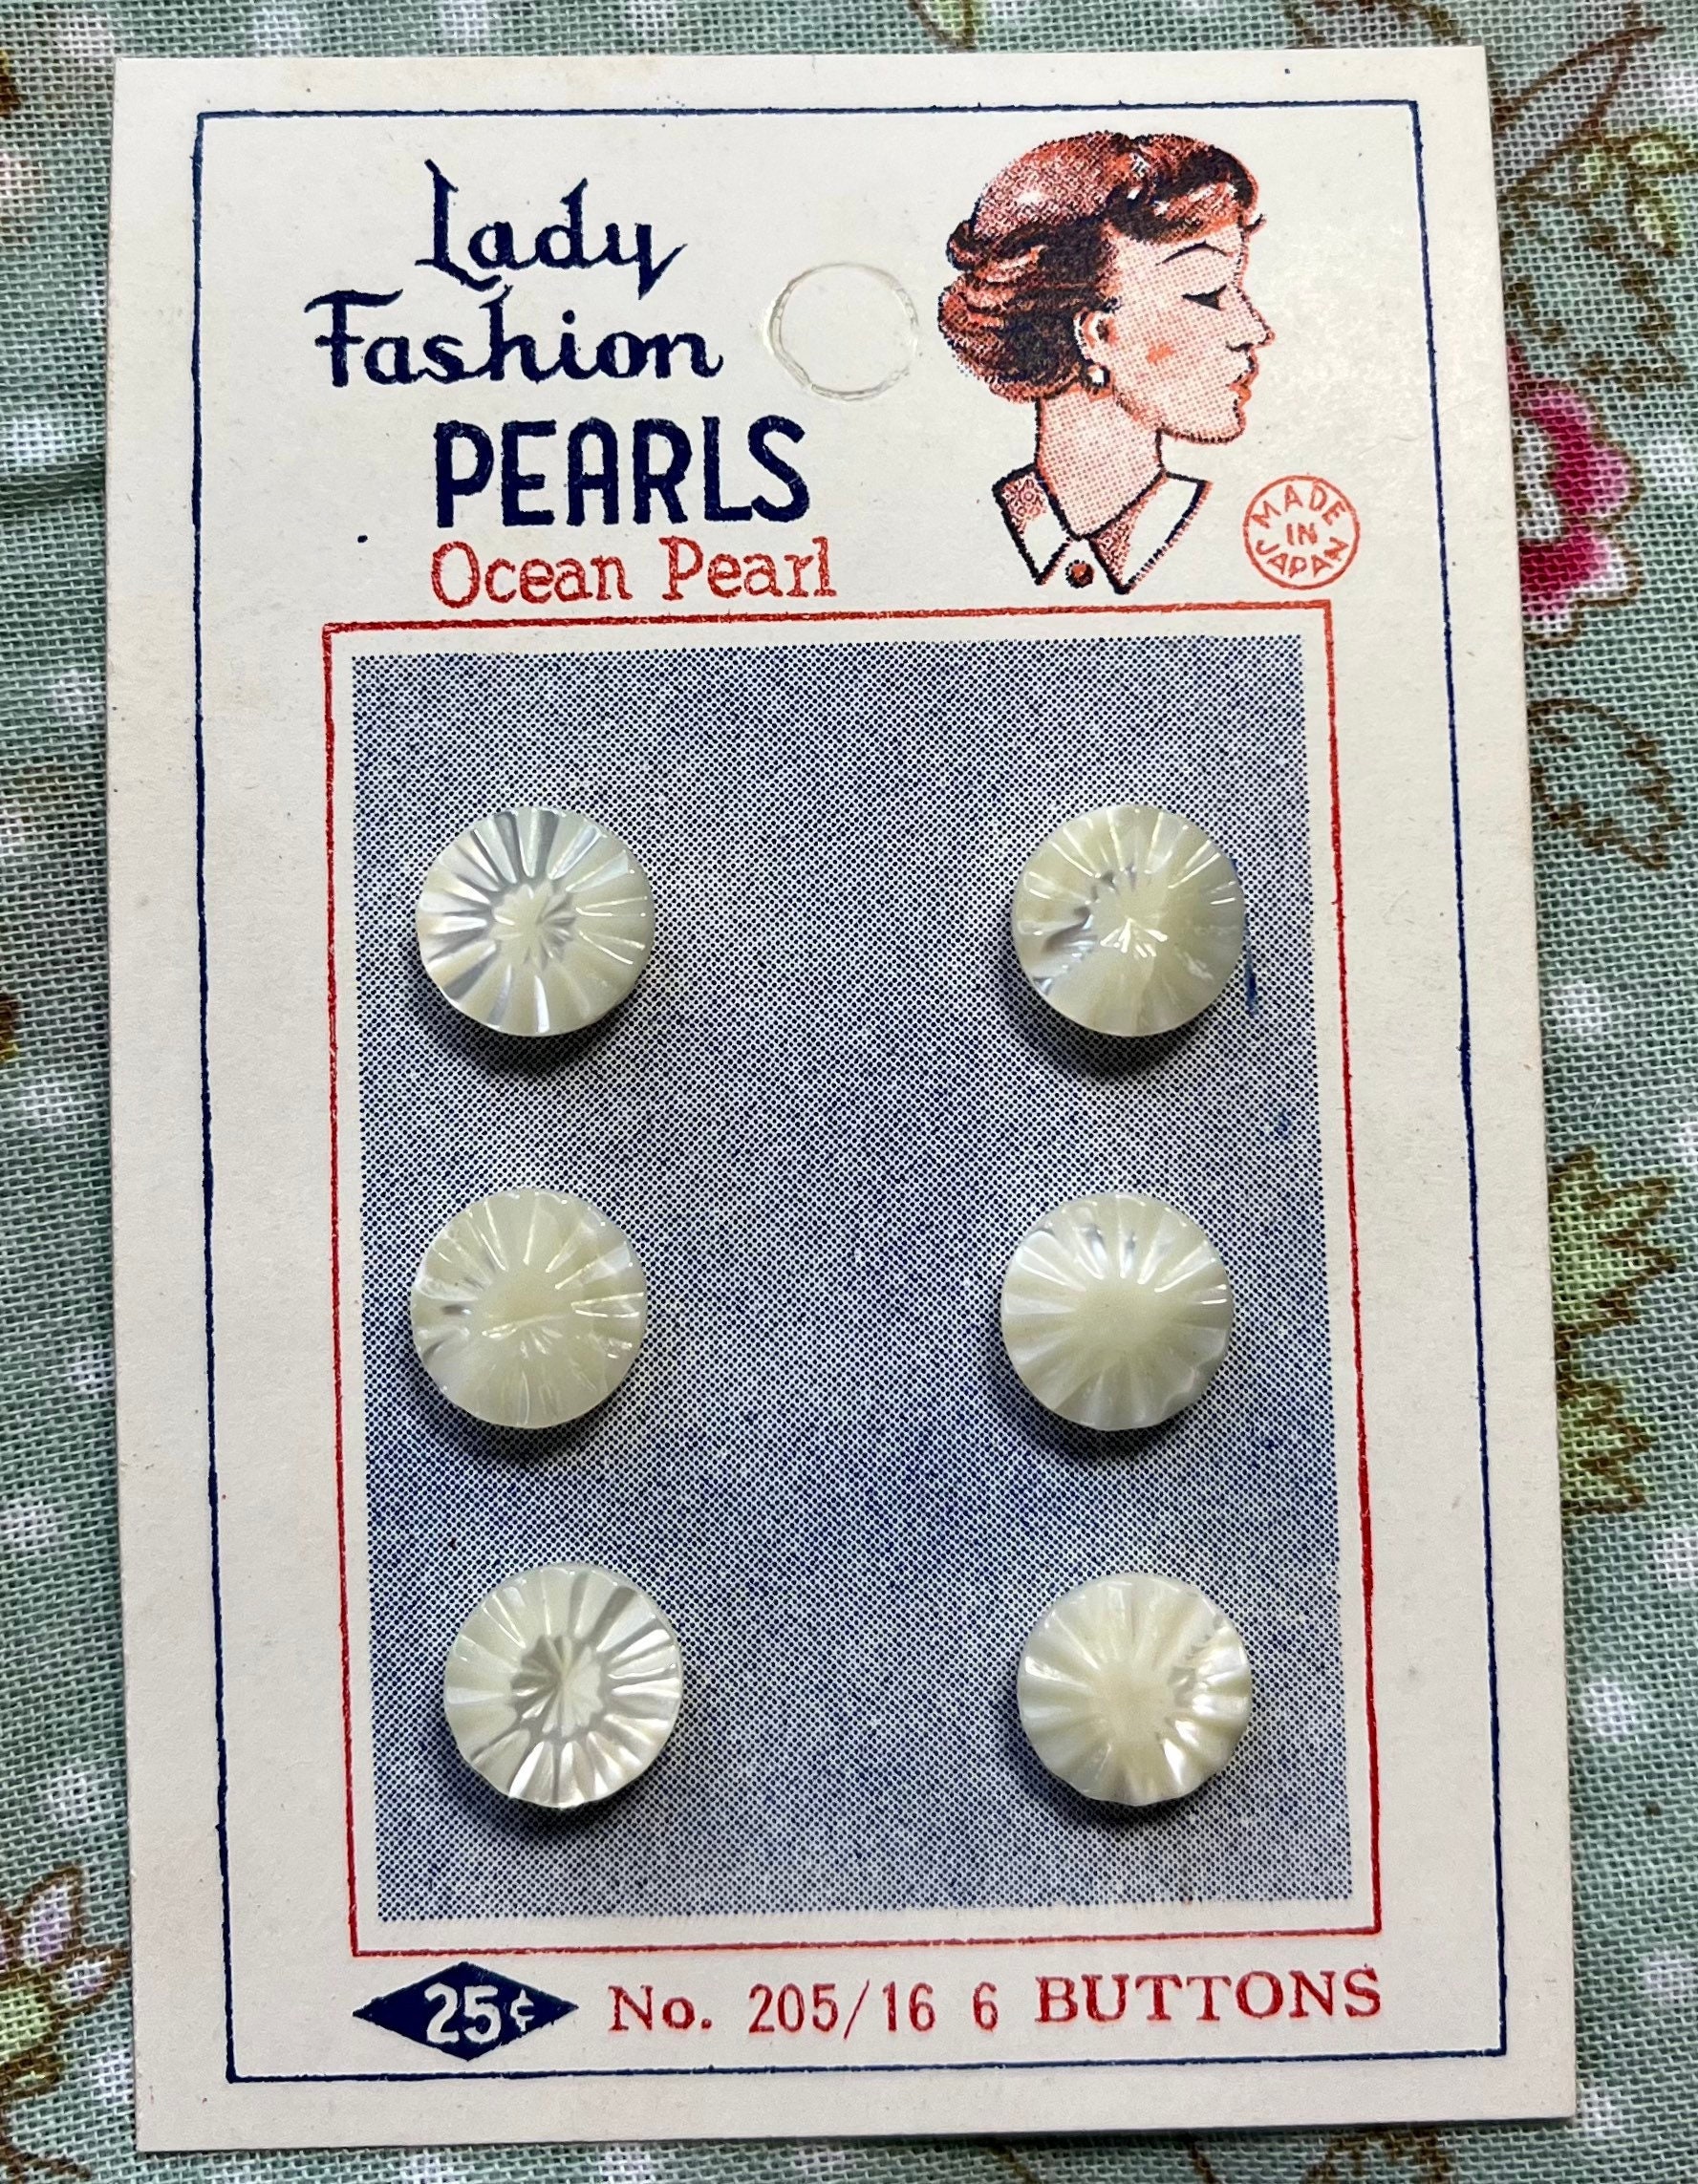 Lady
Fashion
PEARLS
Ocean Pearl
MADE
IN
JAPAN
25¢ No. 205/16 6 BUTTONS